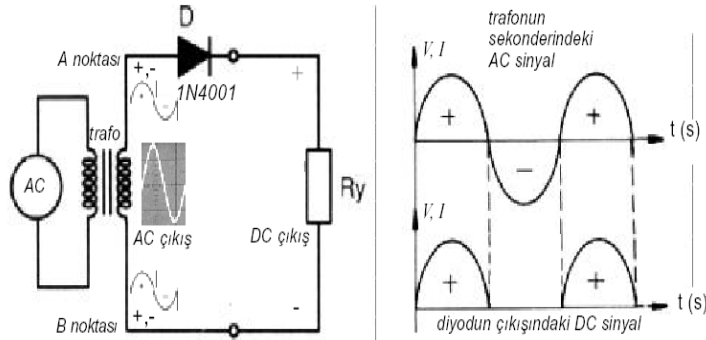 D
A noktası
+,-
1N4001
+ -
+
trafo
AC
AC çıkış
DC çıkış
Ry
+ -
+,-
-
B noktası
trafonun
sekonderindeki
AC sinyal
V, I
+
+
-
t (s)
V, I
+
+
t (s)
diyodun çıkışındaki DC sinyal